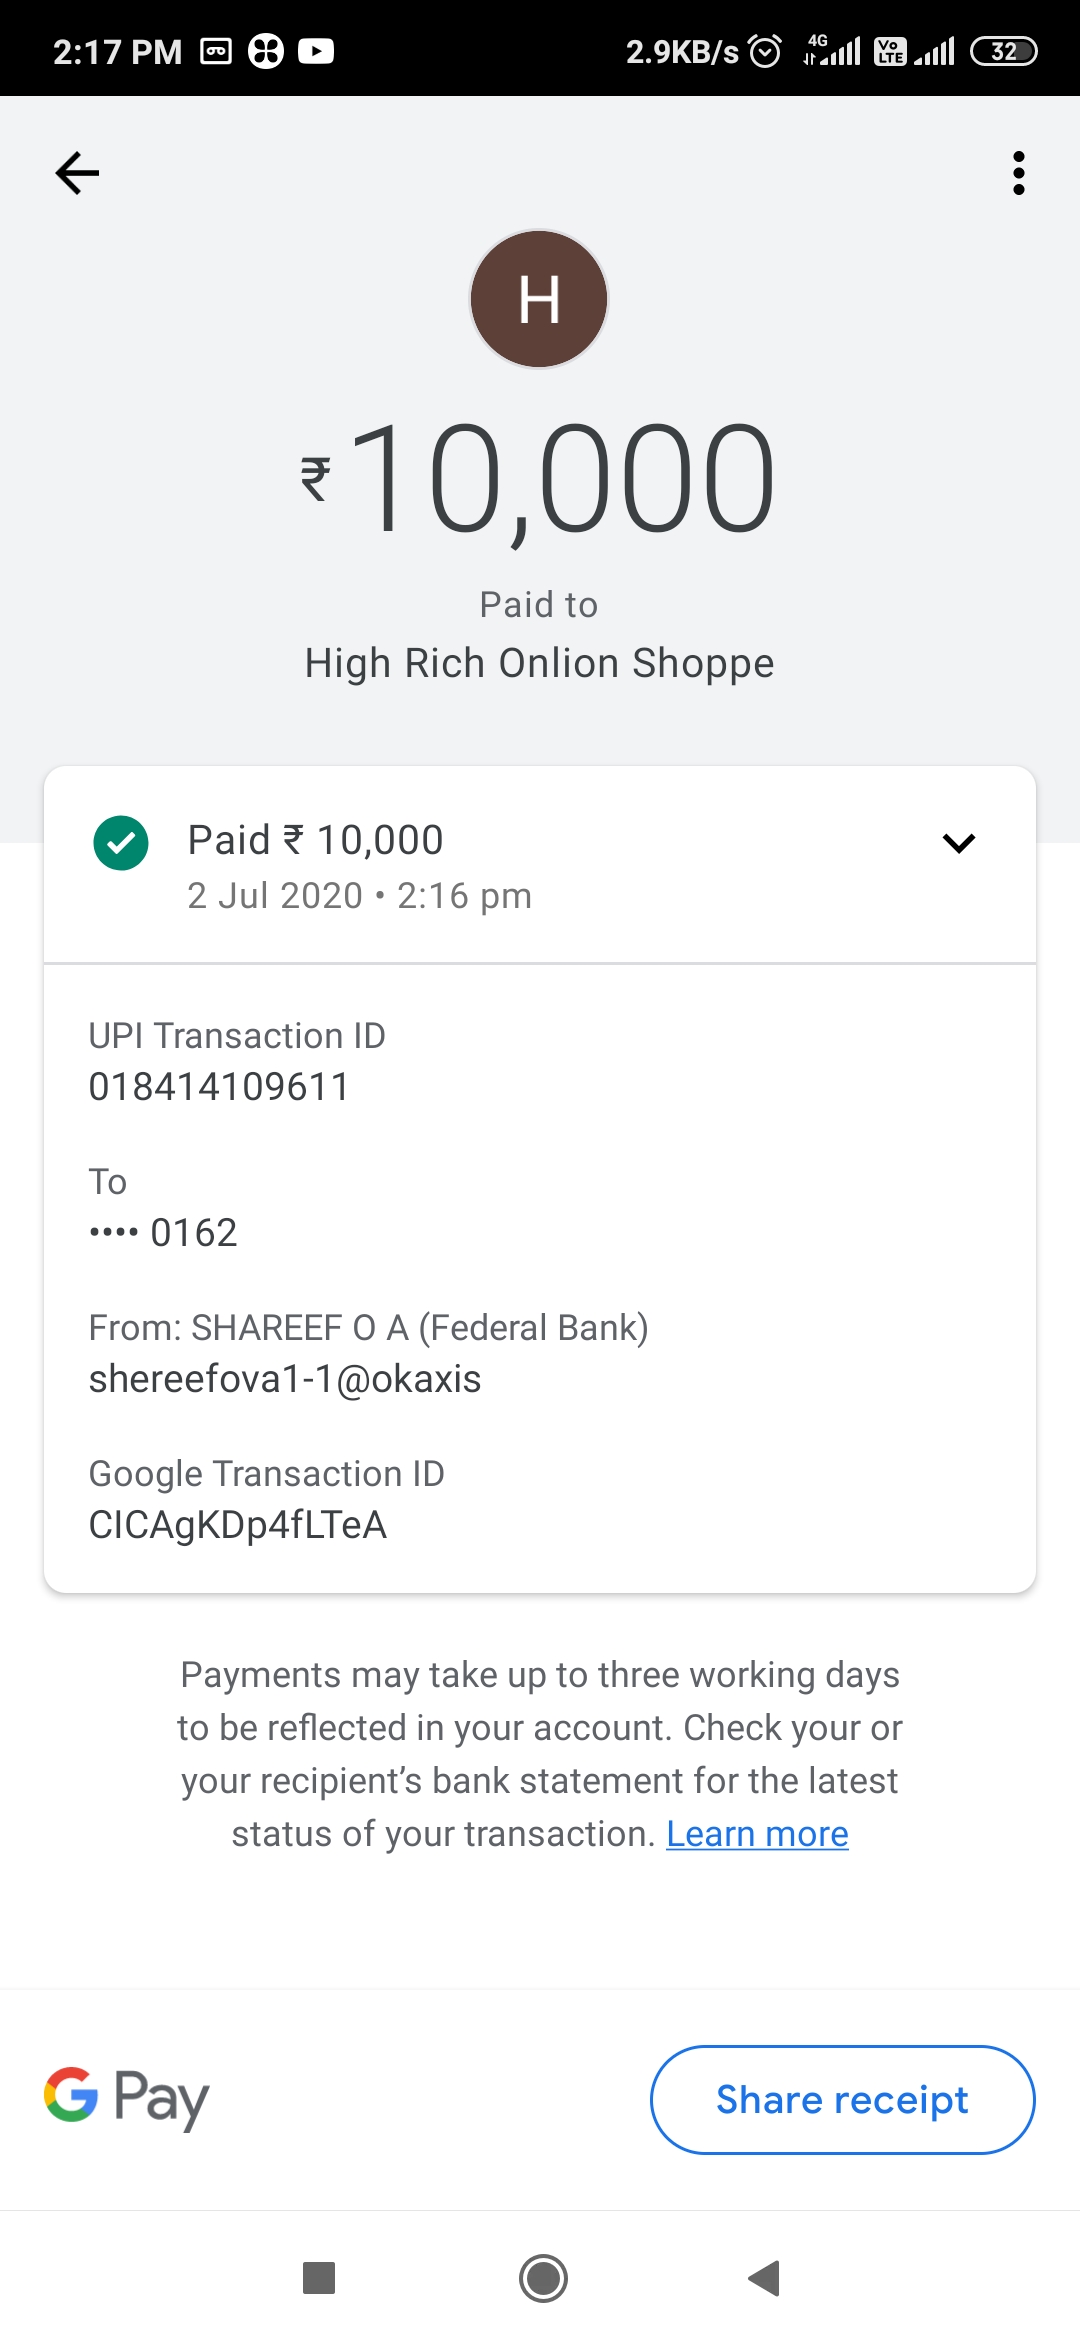 2:17 PM 2.9KB/s 4G Vo LTE 32
H
₹10,000
Paid to
High Rich Onlion Shoppe
Paid ₹ 10,000
2 Jul 2020 • 2:16 pm
UPI Transaction ID
018414109611
To
•••• 0162
From: SHAREEF O A (Federal Bank)
shereefova1-1@okaxis
Google Transaction ID
CICAgKDp4fLTeA
Payments may take up to three working days
to be reflected in your account. Check your or
your recipient’s bank statement for the latest
status of your transaction. Learn more
G Pay
Share receipt